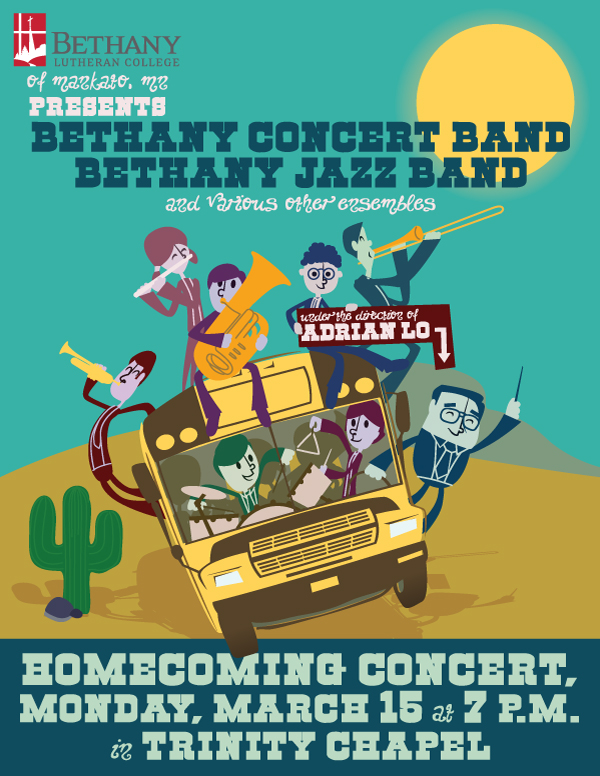 BETHANY
LUTHERAN COLLEGE
of mankato, mn
PRESENTS
BETHANY CONCERT BAND
BETHANY JAZZ BAND
and various other ensembles
under the direction of
ADRIAN LO
HOMECOMING CONCERT,
MONDAY, MARCH 15 at 7 P.M.
in TRINITY CHAPEL